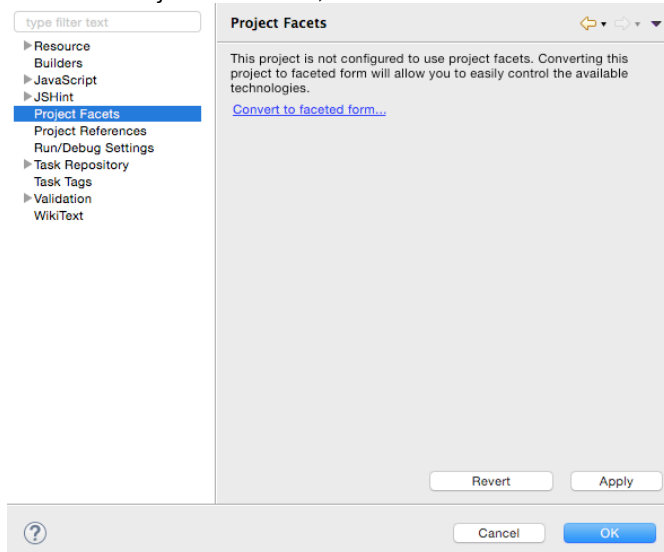 type filter text
Project Facets
Resource
Builders
JavaScript
JSHint
Project Facets
Project References
Run/Debug Settings
Task Repository
Task Tags
Validation
WikiText
This project is not configured to use project facets. Converting this
project to faceted form will allow you to easily control the available
technologies.
Convert to faceted form...
Revert
Apply
?
Cancel
OK